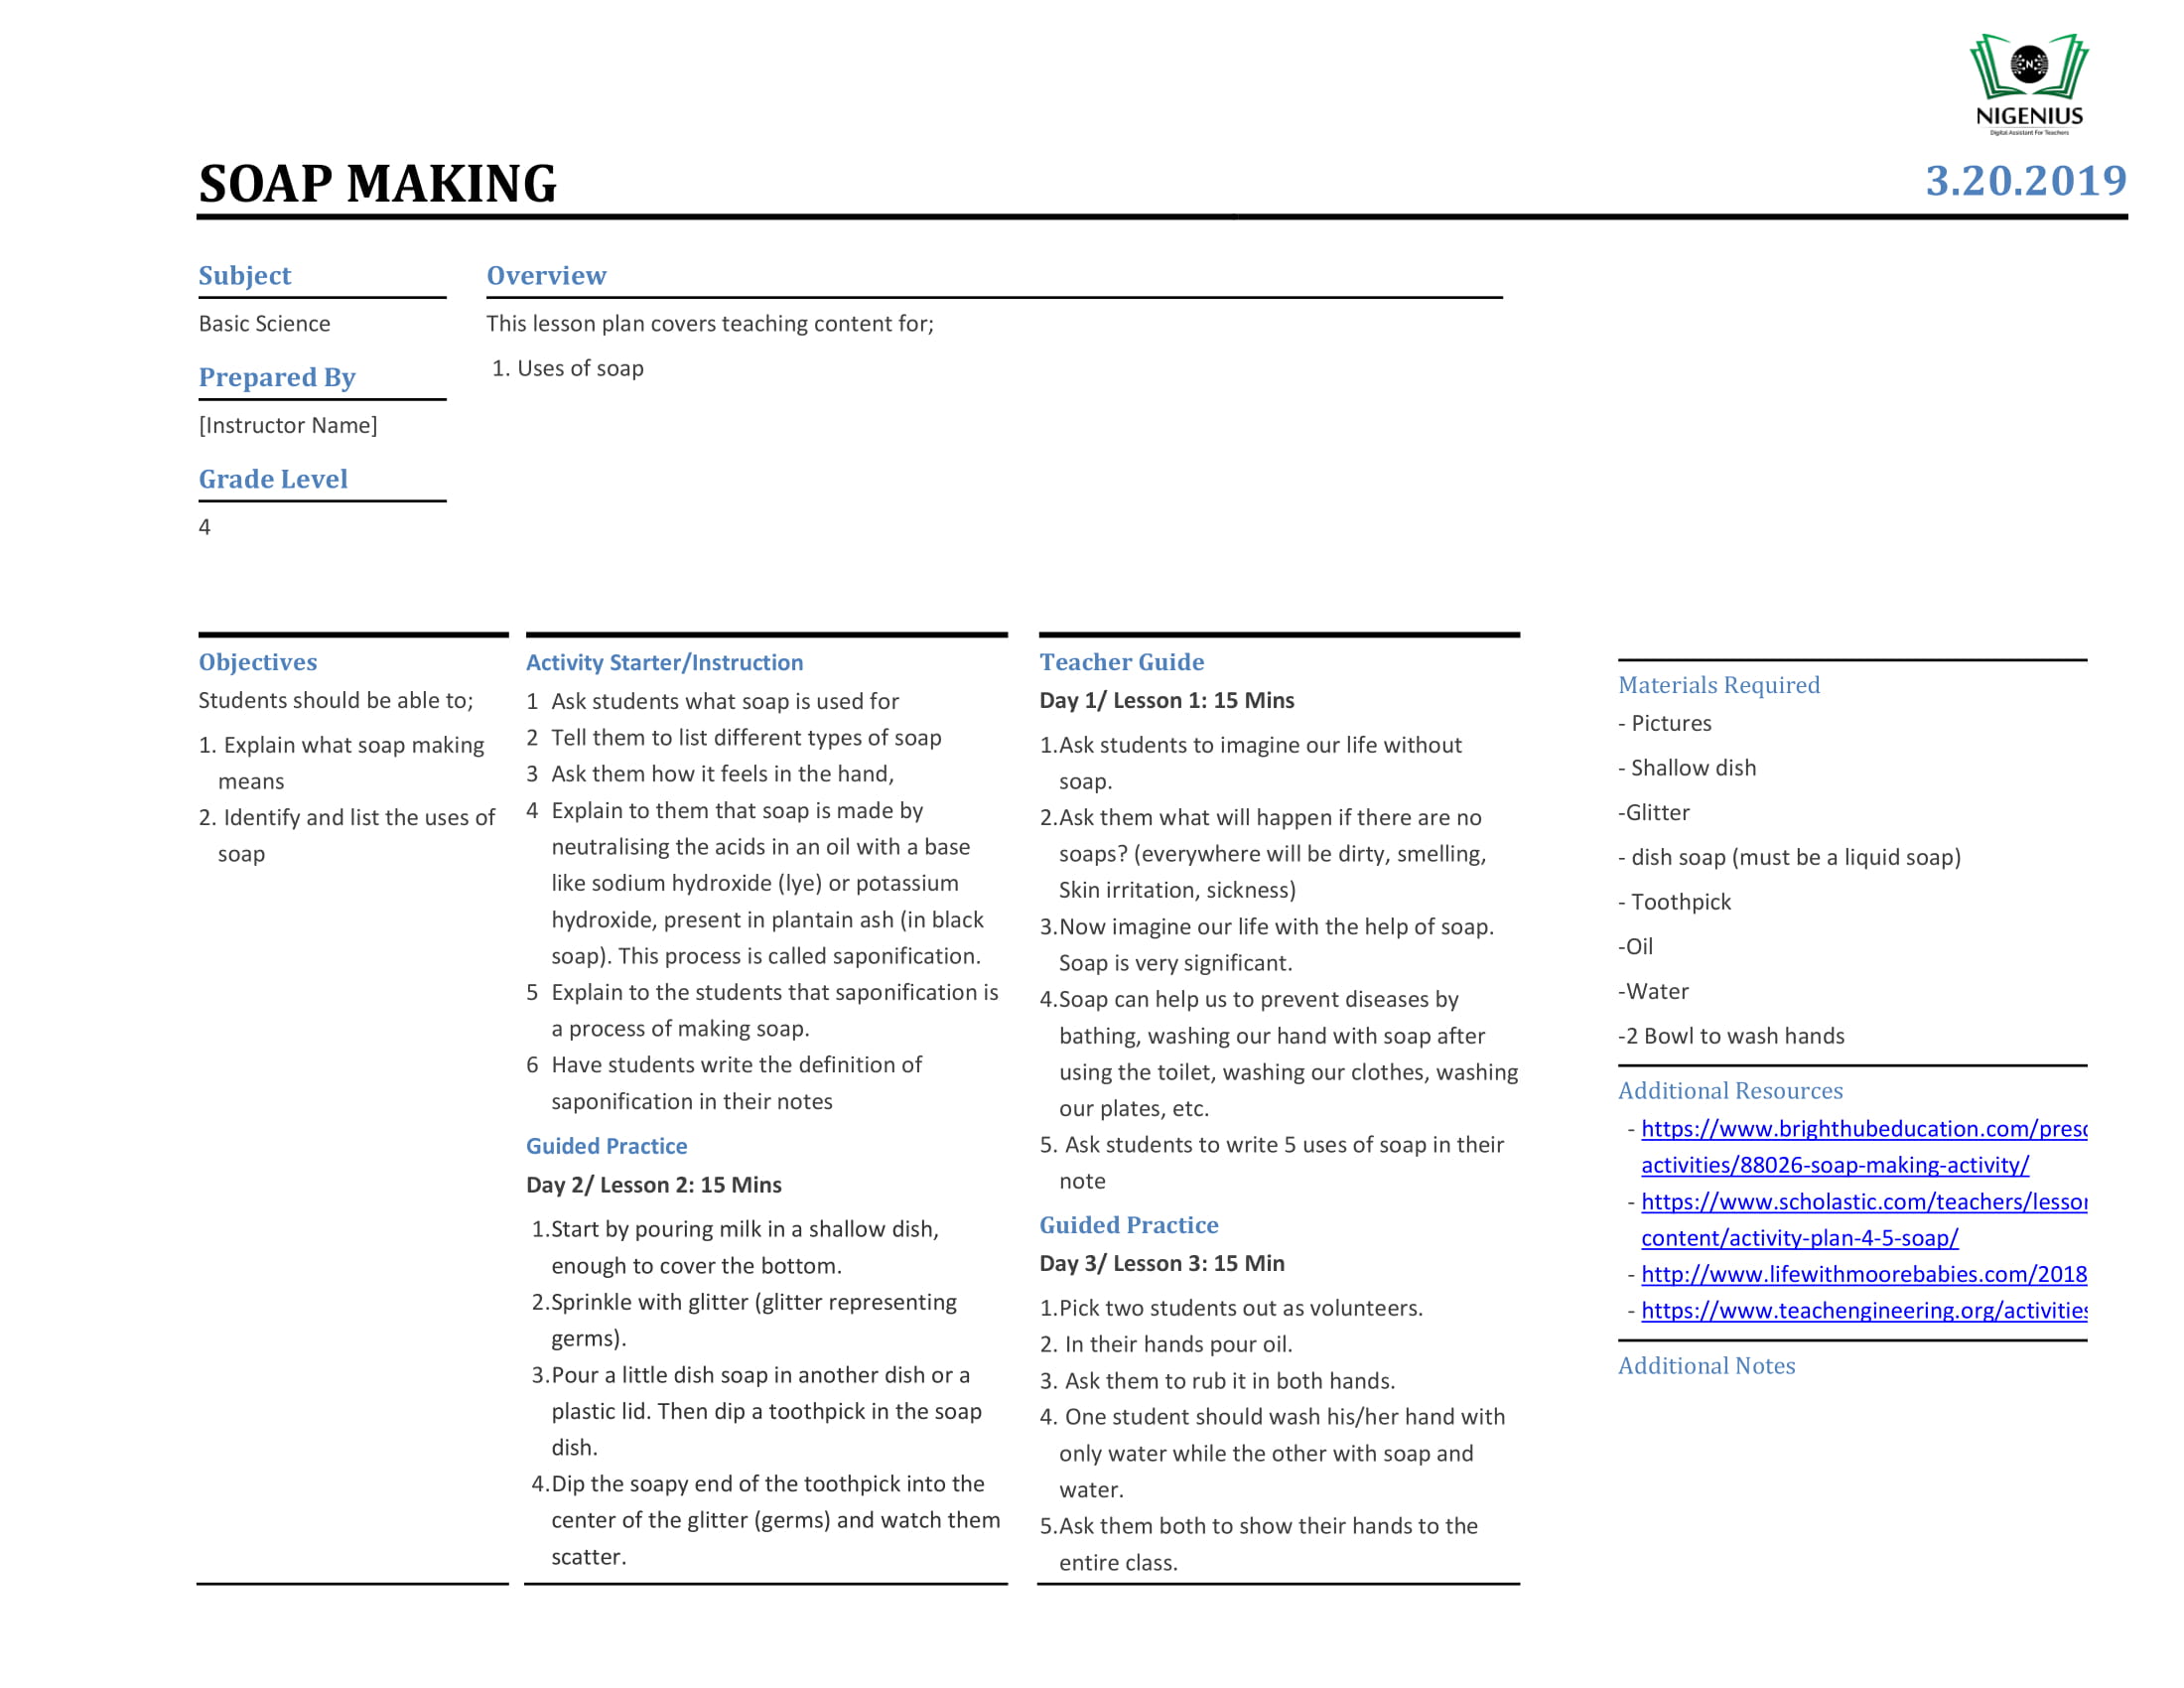 NIGENIUS
Digital Assistant For Teachers
SOAP MAKING
3.20.2019
Subject
Basic Science
Prepared By
[Instructor Name]
Grade Level
4
Overview
This lesson plan covers teaching content for;
1. Uses of soap
Objectives
Students should be able to;
1. Explain what soap making
means
2. Identify and list the uses of
soap
Activity Starter/Instruction
1 Ask students what soap is used for
2 Tell them to list different types of soap
3 Ask them how it feels in the hand,
4 Explain to them that soap is made by
neutralising the acids in an oil with a base
like sodium hydroxide (lye) or potassium
hydroxide, present in plantain ash (in black
soap). This process is called saponification.
5 Explain to the students that saponification is
a process of making soap.
6 Have students write the definition of
saponification in their notes
Guided Practice
Day 2/ Lesson 2: 15 Mins
1.Start by pouring milk in a shallow dish,
enough to cover the bottom.
2.Sprinkle with glitter (glitter representing
germs).
3.Pour a little dish soap in another dish or a
plastic lid. Then dip a toothpick in the soap
dish.
4.Dip the soapy end of the toothpick into the
center of the glitter (germs) and watch them
scatter.
Teacher Guide
Day 1/ Lesson 1: 15 Mins
1.Ask students to imagine our life without
soap.
2.Ask them what will happen if there are no
soaps? (everywhere will be dirty, smelling,
Skin irritation, sickness)
3.Now imagine our life with the help of soap.
Soap is very significant.
4.Soap can help us to prevent diseases by
bathing, washing our hand with soap after
using the toilet, washing our clothes, washing
our plates, etc.
5. Ask students to write 5 uses of soap in their
note
Guided Practice
Day 3/ Lesson 3: 15 Min
1.Pick two students out as volunteers.
2. In their hands pour oil.
3. Ask them to rub it in both hands.
4. One student should wash his/her hand with
only water while the other with soap and
water.
5.Ask them both to show their hands to the
entire class.
Materials Required
- Pictures
- Shallow dish
-Glitter
- dish soap (must be a liquid soap)
- Toothpick
-Oil
-Water
-2 Bowl to wash hands
Additional Resources
- https://www.brighthubeducation.com/presc
activities/88026-soap-making-activity/
- https://www.scholastic.com/teachers/lesson
content/activity-plan-4-5-soap/
- http://www.lifewithmoorebabies.com/2018
- https://www.teachengineering.org/activities
Additional Notes